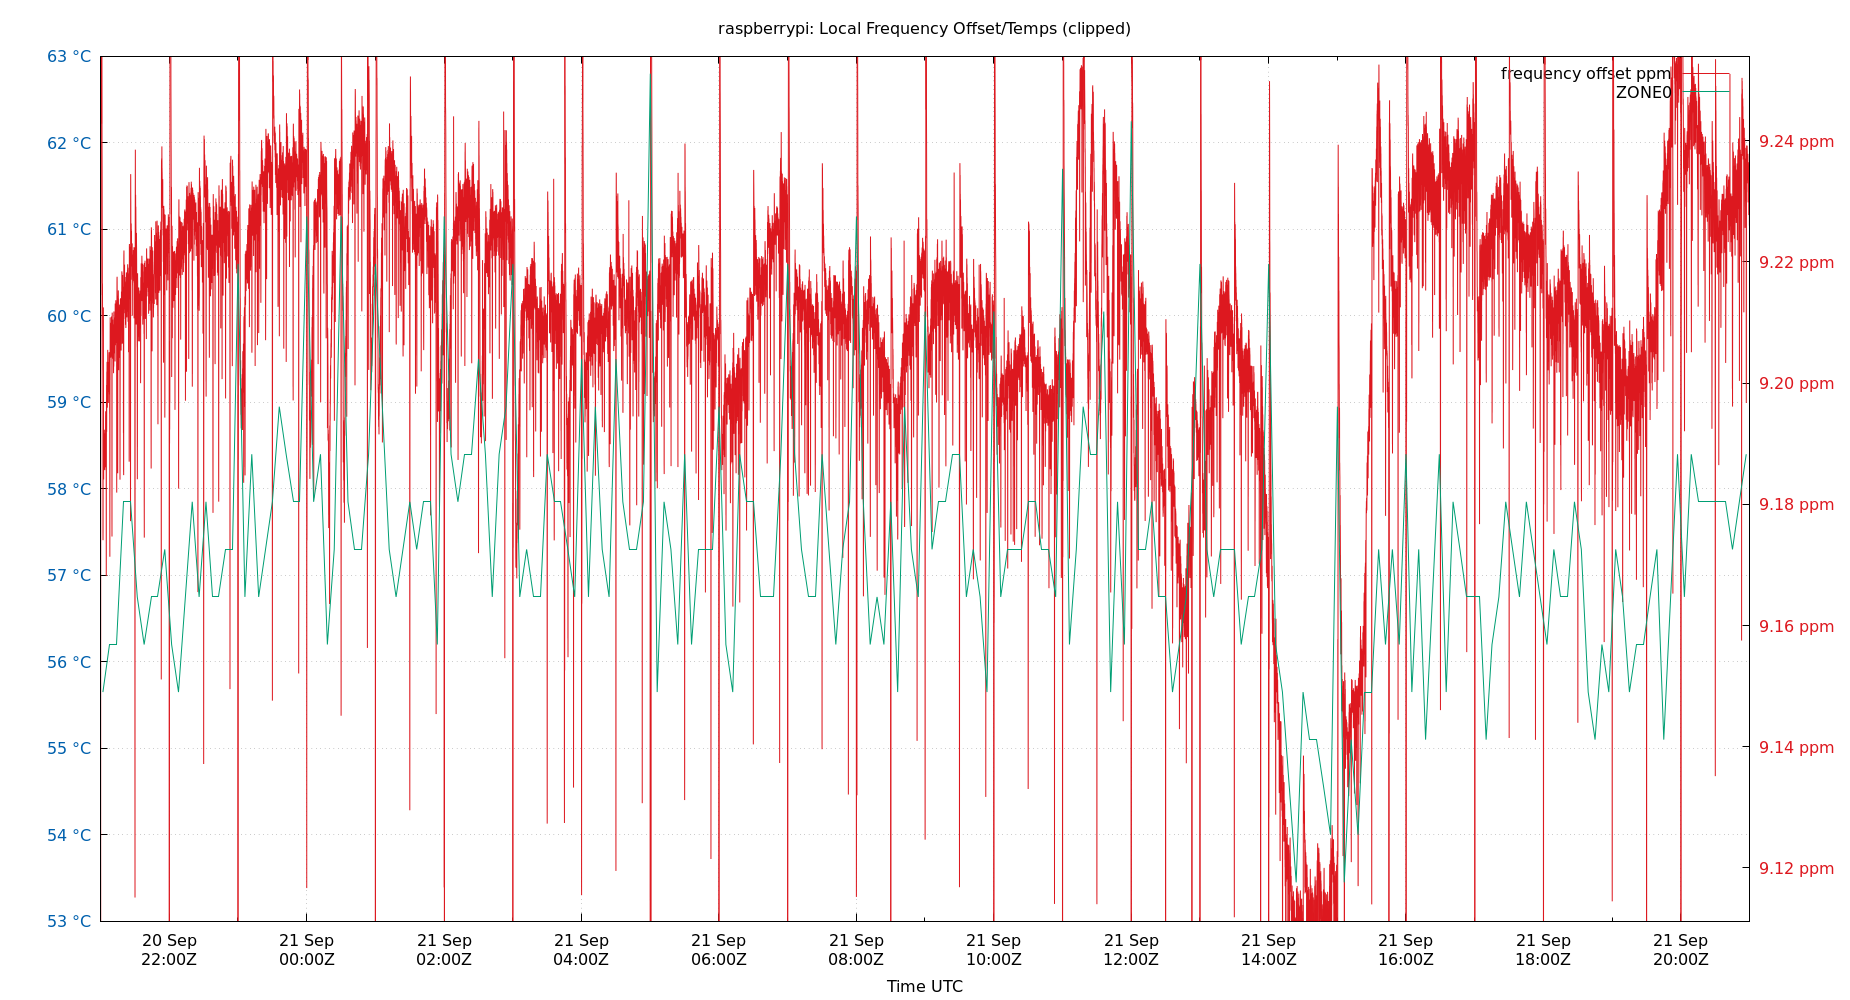 raspberrypi: Local Frequency Offset/Temps (clipped)
63 °C
62 °C
61 °C
60 °C
59 °C
58 °C
57 °C
56 °C
55 °C
54 °C
53 °C
frequency offset ppm
ZONE0
9.24 ppm
9.22 ppm
9.20 ppm
9.18 ppm
9.16 ppm
9.14 ppm
9.12 ppm
20 Sep
22:00Z
21 Sep
00:00Z
21 Sep
02:00Z
21 Sep
04:00Z
21 Sep
06:00Z
21 Sep
08:00Z
21 Sep
10:00Z
21 Sep
12:00Z
21 Sep
14:00Z
21 Sep
16:00Z
21 Sep
18:00Z
21 Sep
20:00Z
Time UTC